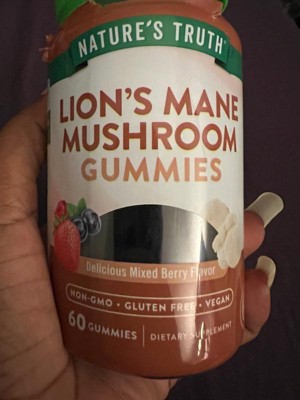 NATURE'S TRUTH
LION'S MANE
MUSHROOM
GUMMIES
Delicious Mixed Berry Flavor
NON-GMO • GLUTEN FREE • VEGAN
60 GUMMIES | DIETARY SUPPLEMENT